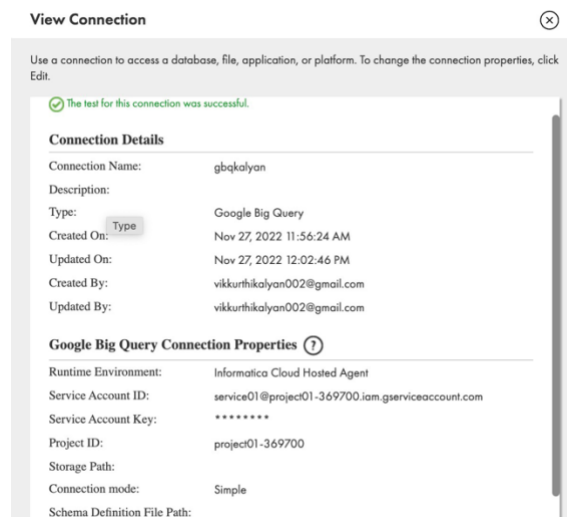 View Connection
Use a connection to access a database, file, application, or platform. To change the connection properties, click
Edit.
The test for this connection was successful.
Connection Details
Connection Name: gbqkalyan
Description:
Type: Google Big Query
Type
Created On: Nov 27, 2022 11:56:24 AM
Updated On: Nov 27, 2022 12:02:46 PM
Created By: vikkurthikalyan002@gmail.com
Updated By: vikkurthikalyan002@gmail.com
Google Big Query Connection Properties ?
Runtime Environment: Informatica Cloud Hosted Agent
Service Account ID: service01@project01-369700.iam.gserviceaccount.com
Service Account Key: ********
Project ID: project01-369700
Storage Path:
Connection mode: Simple
Schema Definition File Path: